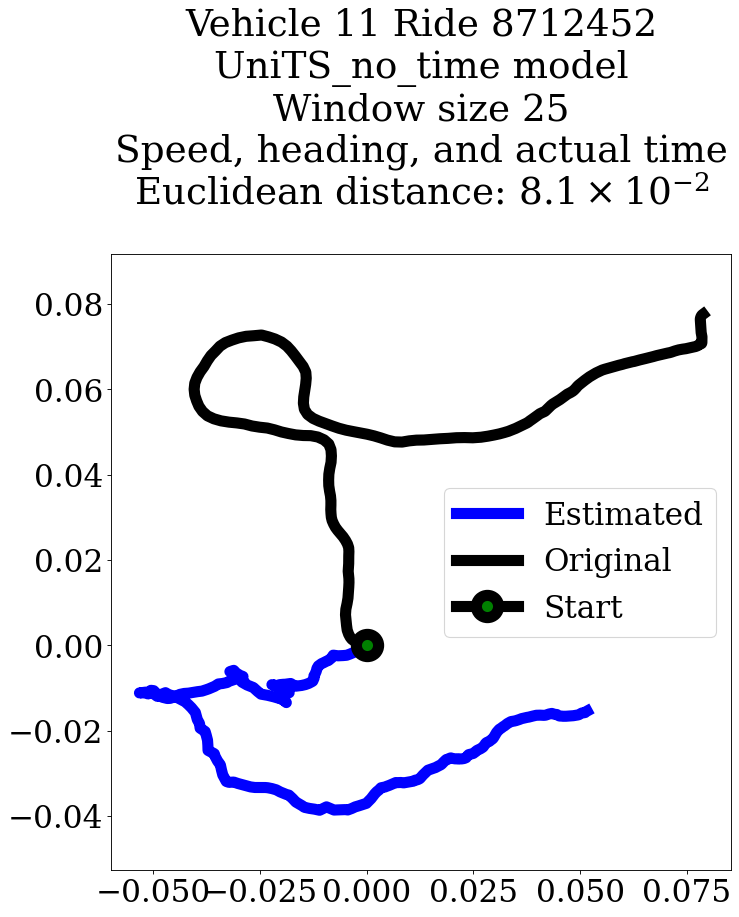 Vehicle 11 Ride 8712452
UniTS_no_time model
Window size 25
Speed, heading, and actual time
Euclidean distance: 8.1 × 10⁻²
0.08
0.06
0.04
0.02
0.00
−0.02
−0.04
Estimated
Original
Start
−0.050 −0.025 0.000 0.025 0.050 0.075